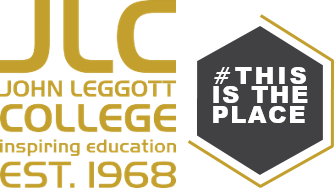 JLC
JOHN LEGGOTT
COLLEGE
inspiring education
EST. 1968
#THIS
IS THE
PLACE